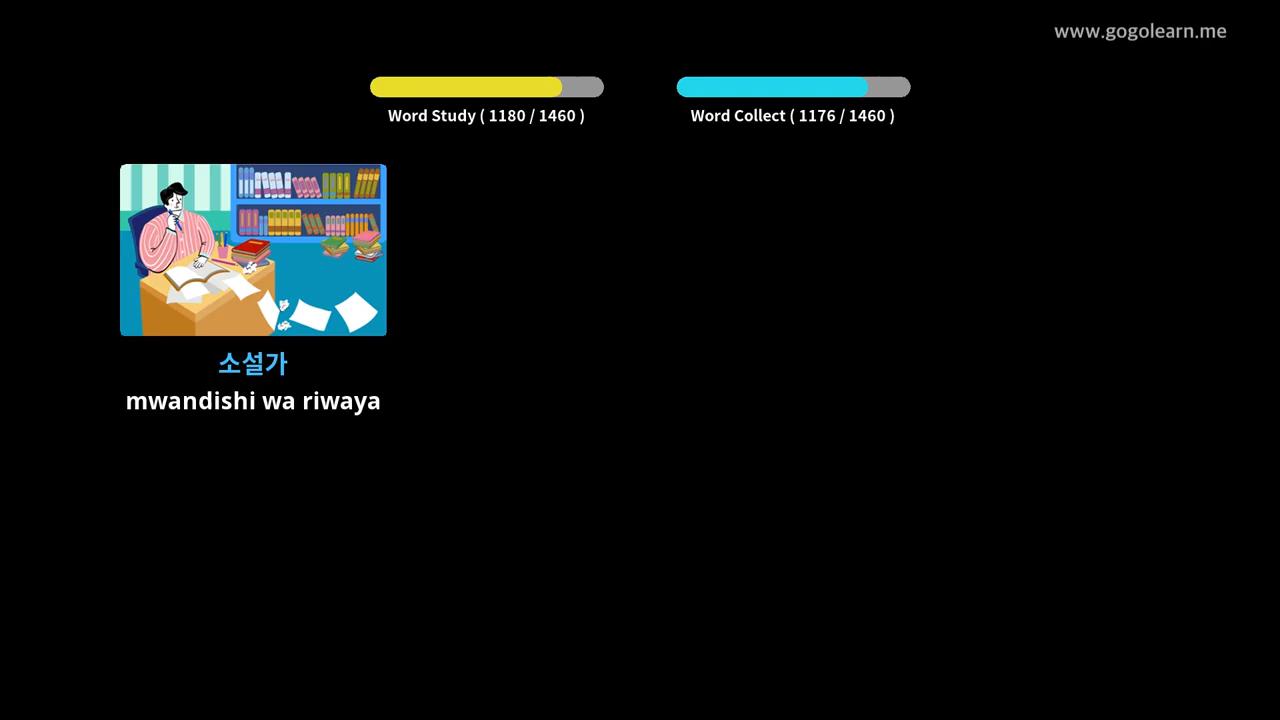 www.gogolearn.me
Word Study ( 1180 / 1460 )
Word Collect ( 1176 / 1460 )
소설가
mwandishi wa riwaya